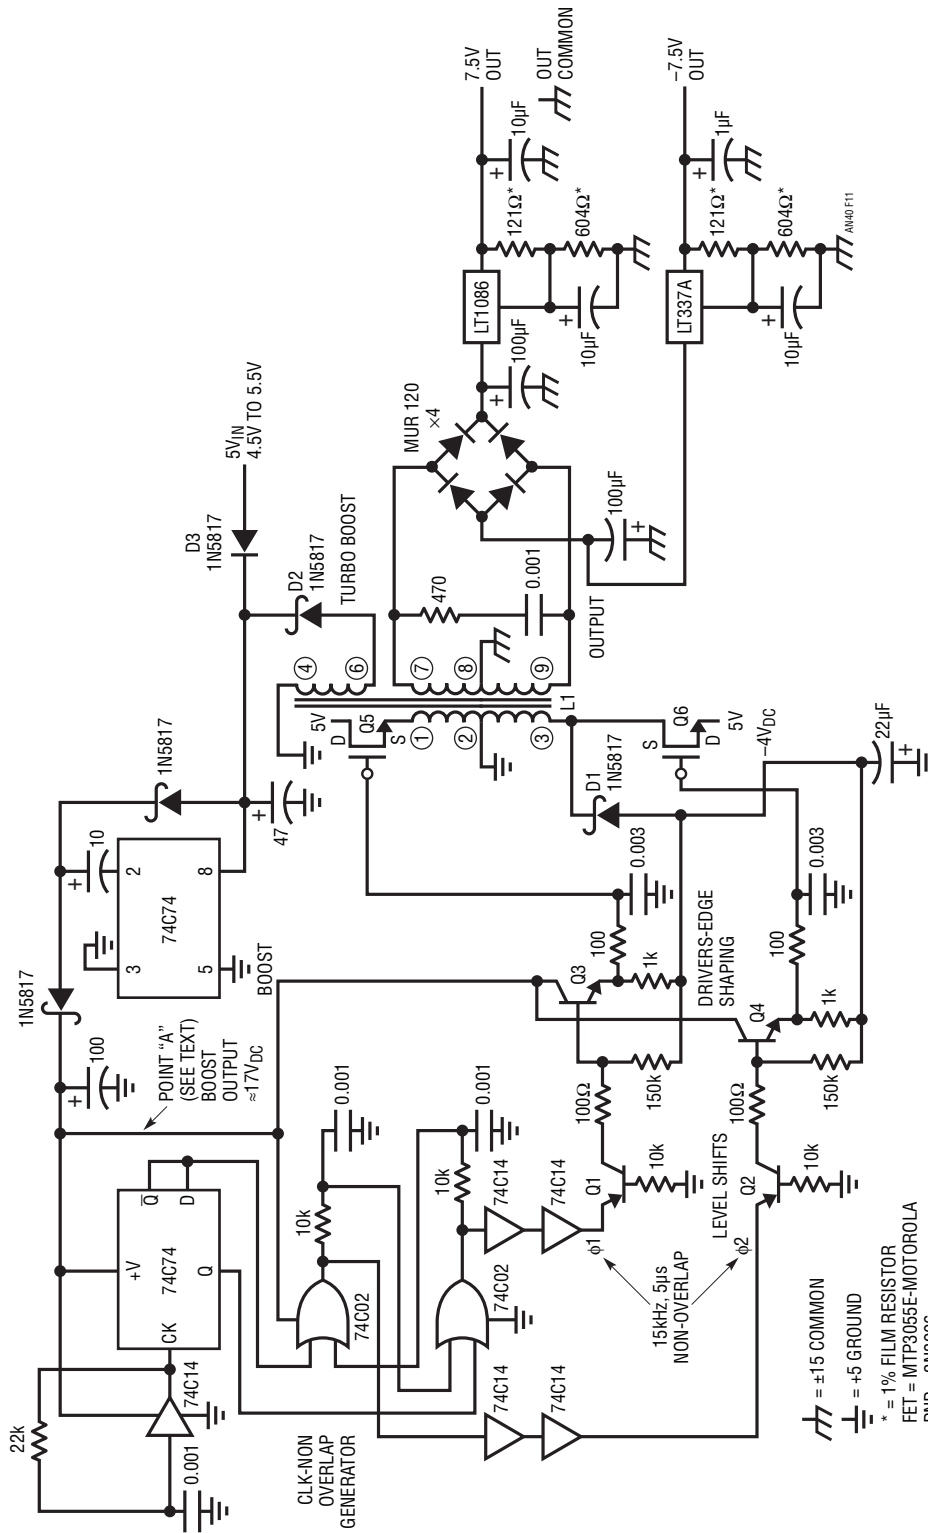 22k
0.001
74C14
CK
+V
74C74
Q
Q̅
D
CLK-NON
OVERLAP
GENERATOR
POINT “A”
(SEE TEXT)
BOOST
OUTPUT
≈17VDC
+
100
1N5817
3
2
74C74
5
8
+
10
BOOST
1N5817
+
47
D3
1N5817
5VIN
4.5V TO 5.5V
D2
1N5817
TURBO BOOST
74C02
10k
0.001
74C02
10k
0.001
74C14
74C14
74C14
74C14
15kHz, 5µs
NON-OVERLAP
ϕ1
ϕ2
Q1
10k
LEVEL SHIFTS
Q2
10k
100Ω
150k
100Ω
150k
Q3
100
1k
0.003
DRIVERS-EDGE
SHAPING
Q4
100
1k
0.003
5V
D
Q5
S
4
6
1
2
3
7
8
9
L1
D1
1N5817
S
Q6
D
5V
–4VDC
22µF
+
470
0.001
OUTPUT
MUR 120
×4
+
100µF
100µF
+
LT1086
+
10µF
121Ω*
604Ω*
+
10µF
7.5V
OUT
OUT
COMMON
LT337A
+
10µF
121Ω*
604Ω*
+
1µF
–7.5V
OUT
AN40 F11
= ±15 COMMON
= +5 GROUND
* = 1% FILM RESISTOR
FET = MTP3055E-MOTOROLA